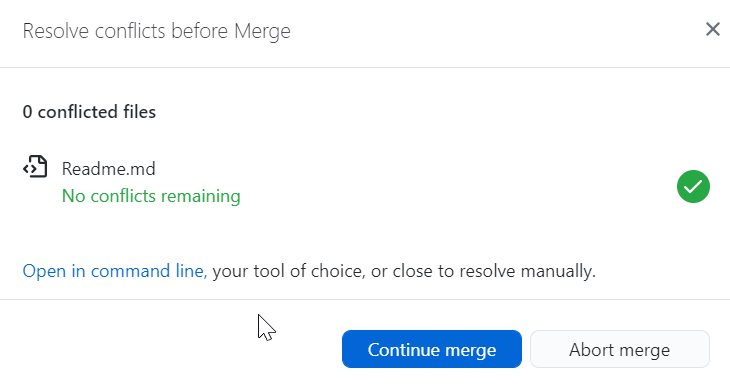 Resolve conflicts before Merge
0 conflicted files
Readme.md
No conflicts remaining
Open in command line, your tool of choice, or close to resolve manually.
Continue merge
Abort merge